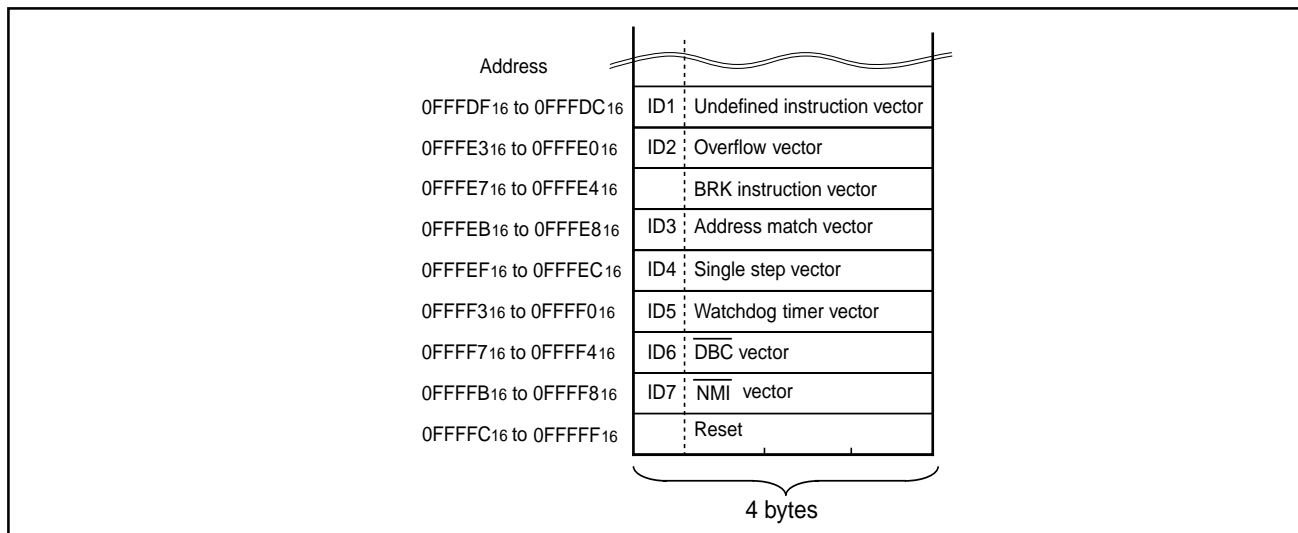 Address
0FFFDF16 to 0FFFDC16 ID1 Undefined instruction vector
0FFFE316 to 0FFFE016 ID2 Overflow vector
0FFFE716 to 0FFFE416 BRK instruction vector
0FFFEB16 to 0FFFE816 ID3 Address match vector
0FFFEF16 to 0FFFEC16 ID4 Single step vector
0FFFF316 to 0FFFF016 ID5 Watchdog timer vector
0FFFF716 to 0FFFF416 ID6 D̅B̅C̅ vector
0FFFFB16 to 0FFFF816 ID7 N̅M̅I̅ vector
0FFFFC16 to 0FFFFF16 Reset
4 bytes